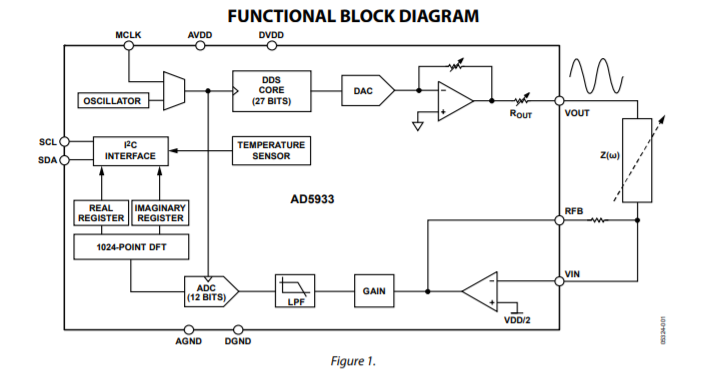 FUNCTIONAL BLOCK DIAGRAM
MCLK
AVDD
DVDD
OSCILLATOR
DDS
CORE
(27 BITS)
DAC
ROUT
VOUT
SCL
SDA
I2C
INTERFACE
TEMPERATURE
SENSOR
Z(ω)
AD5933
REAL
REGISTER
IMAGINARY
REGISTER
RFB
1024-POINT DFT
ADC
(12 BITS)
LPF
GAIN
VIN
VDD/2
AGND
DGND
05324-001
Figure 1.